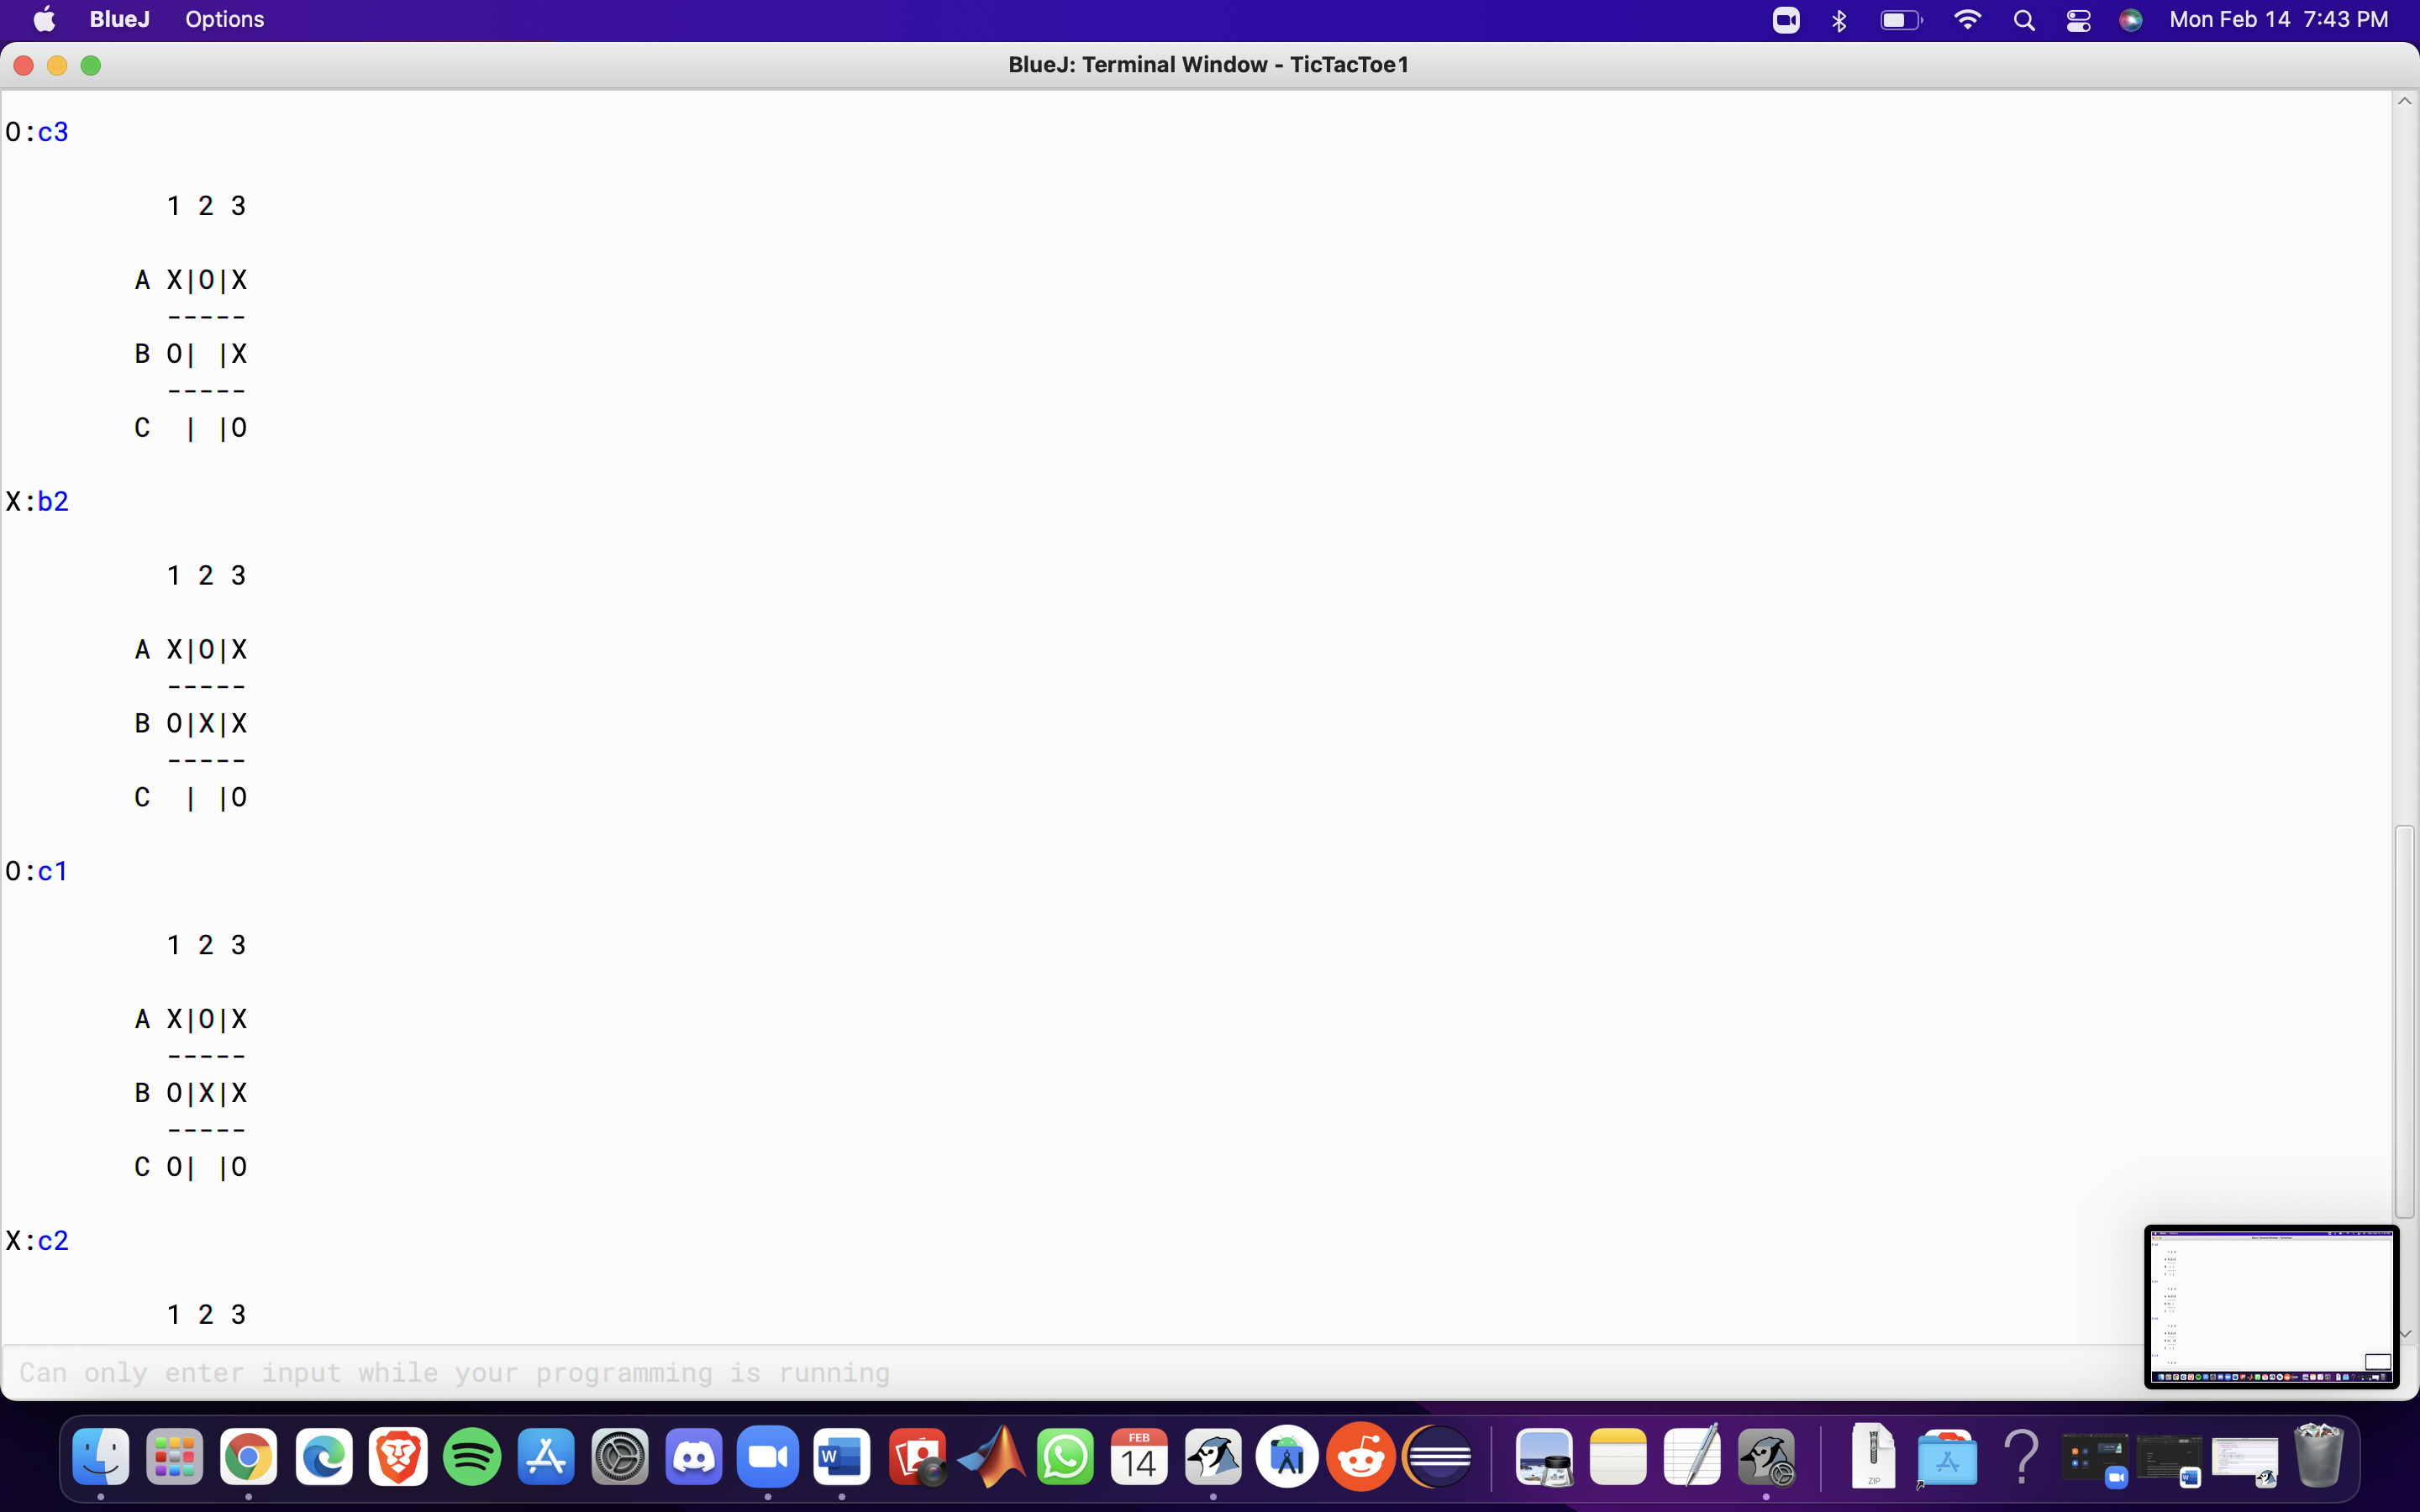 BlueJ Options Mon Feb 14 7:43 PM
BlueJ: Terminal Window - TicTacToe1
O:c3
1 2 3
A X|O|X
-----
B O| |X
-----
C  | |O
X:b2
1 2 3
A X|O|X
-----
B O|X|X
-----
C  | |O
O:c1
1 2 3
A X|O|X
-----
B O|X|X
-----
C O| |O
X:c2
1 2 3
Can only enter input while your programming is running
W
FEB
14
ZIP
W